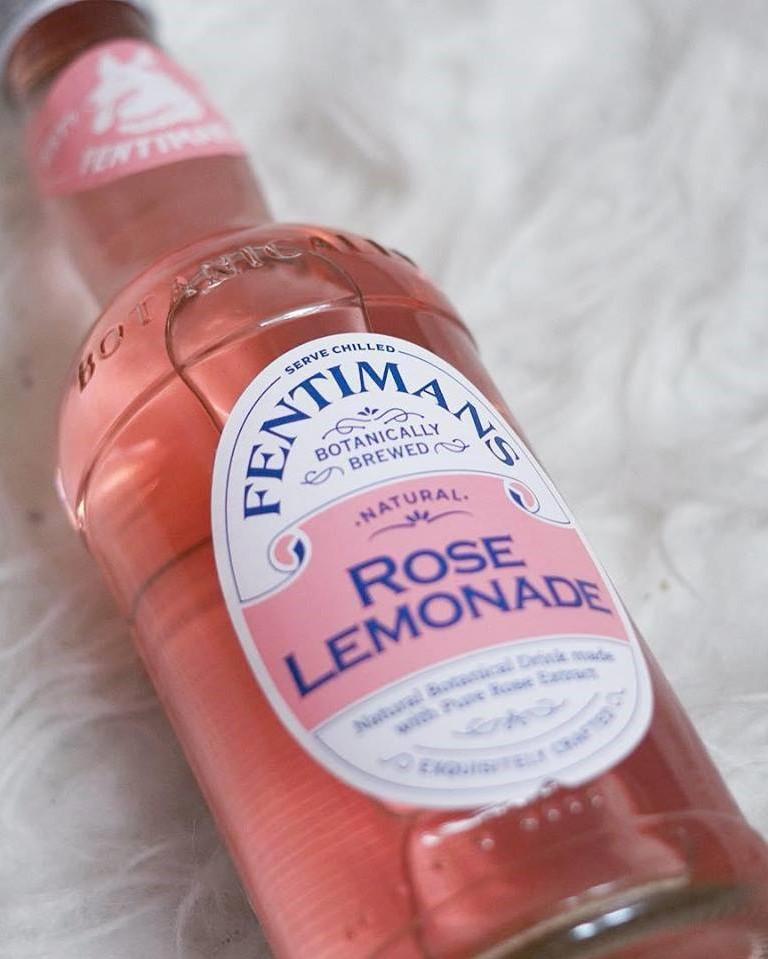 FENTIMANS
BOTANICALLY
SERVE CHILLED
FENTIMANS
BOTANICALLY
BREWED
·NATURAL·
ROSE
LEMONADE
Natural Botanical Drink made
with Pure Rose Extract
EXQUISITELY CRAFTED